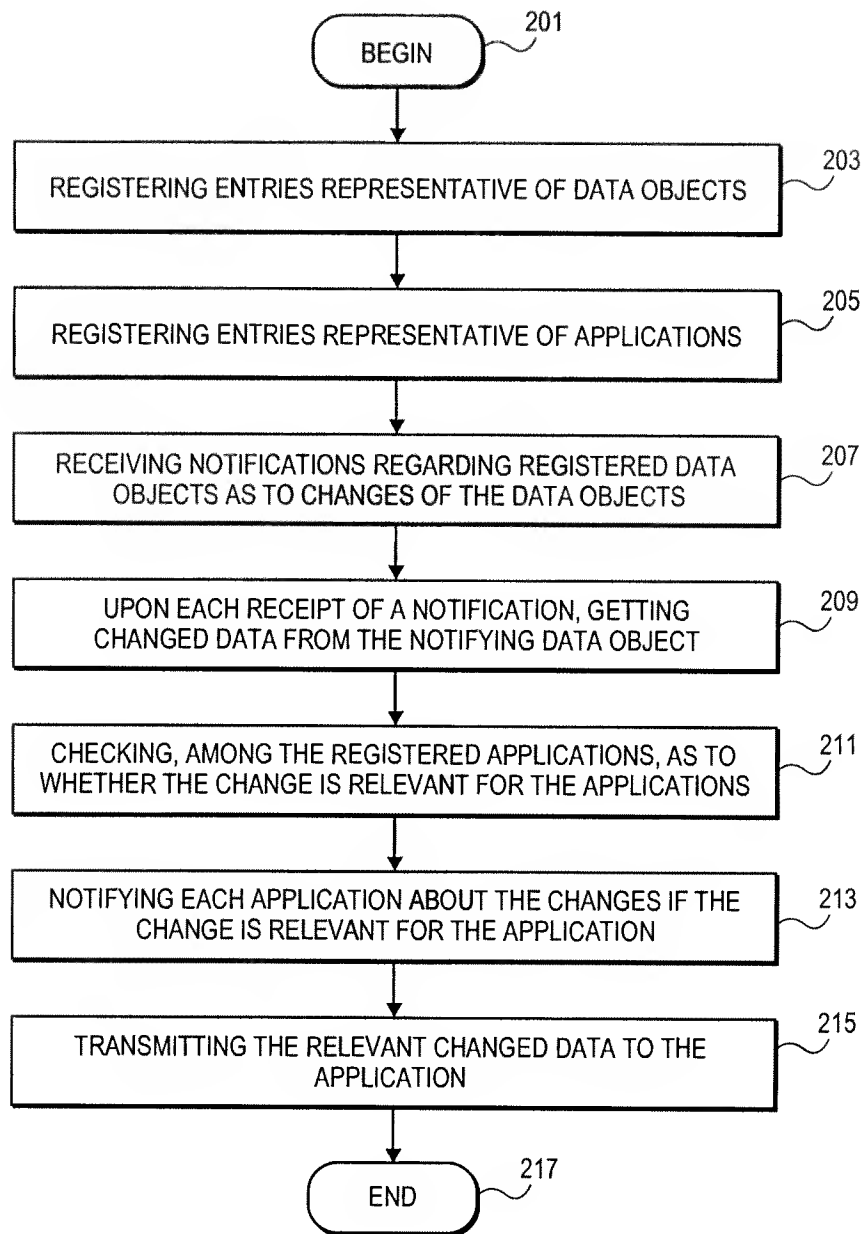 BEGIN
201
REGISTERING ENTRIES REPRESENTATIVE OF DATA OBJECTS
203
REGISTERING ENTRIES REPRESENTATIVE OF APPLICATIONS
205
RECEIVING NOTIFICATIONS REGARDING REGISTERED DATA
OBJECTS AS TO CHANGES OF THE DATA OBJECTS
207
UPON EACH RECEIPT OF A NOTIFICATION, GETTING
CHANGED DATA FROM THE NOTIFYING DATA OBJECT
209
CHECKING, AMONG THE REGISTERED APPLICATIONS, AS TO
WHETHER THE CHANGE IS RELEVANT FOR THE APPLICATIONS
211
NOTIFYING EACH APPLICATION ABOUT THE CHANGES IF THE
CHANGE IS RELEVANT FOR THE APPLICATION
213
TRANSMITTING THE RELEVANT CHANGED DATA TO THE
APPLICATION
215
END
217